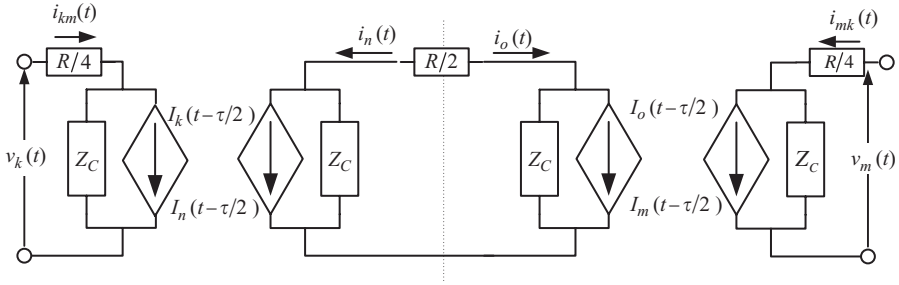 i_km(t)
i_n(t)
i_o(t)
i_mk(t)
R/4
R/2
R/4
I_k(t−τ/2)
I_o(t−τ/2)
v_k(t)
Z_C
Z_C
Z_C
Z_C
v_m(t)
I_n(t−τ/2)
I_m(t−τ/2)